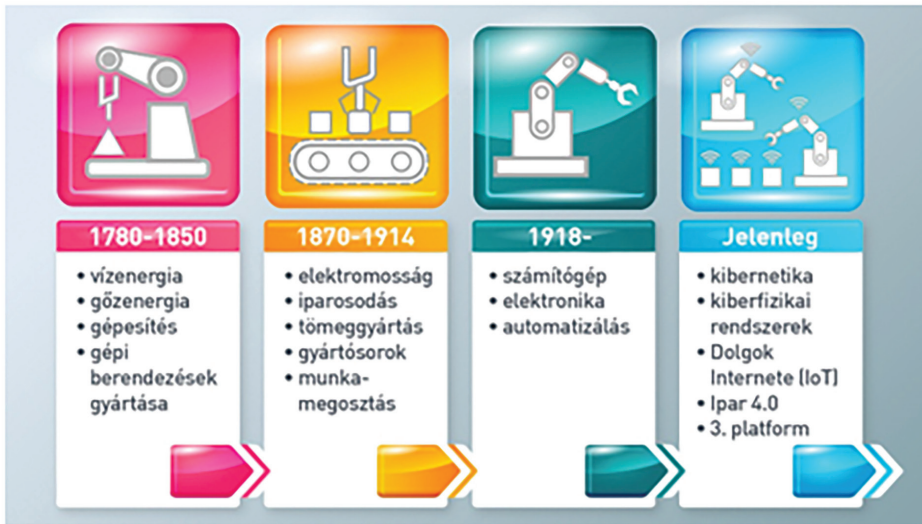 1780-1850
• vízenergia
• gőzenergia
• gépesítés
• gépi
berendezések
gyártása
1870-1914
• elektromosság
• iparosodás
• tömeggyártás
• gyártósorok
• munka-
megosztás
1918-
• számítógép
• elektronika
• automatizálás
Jelenleg
• kibernetika
• kiberfizikai
rendszerek
• Dolgok
Internete (IoT)
• Ipar 4.0
• 3. platform